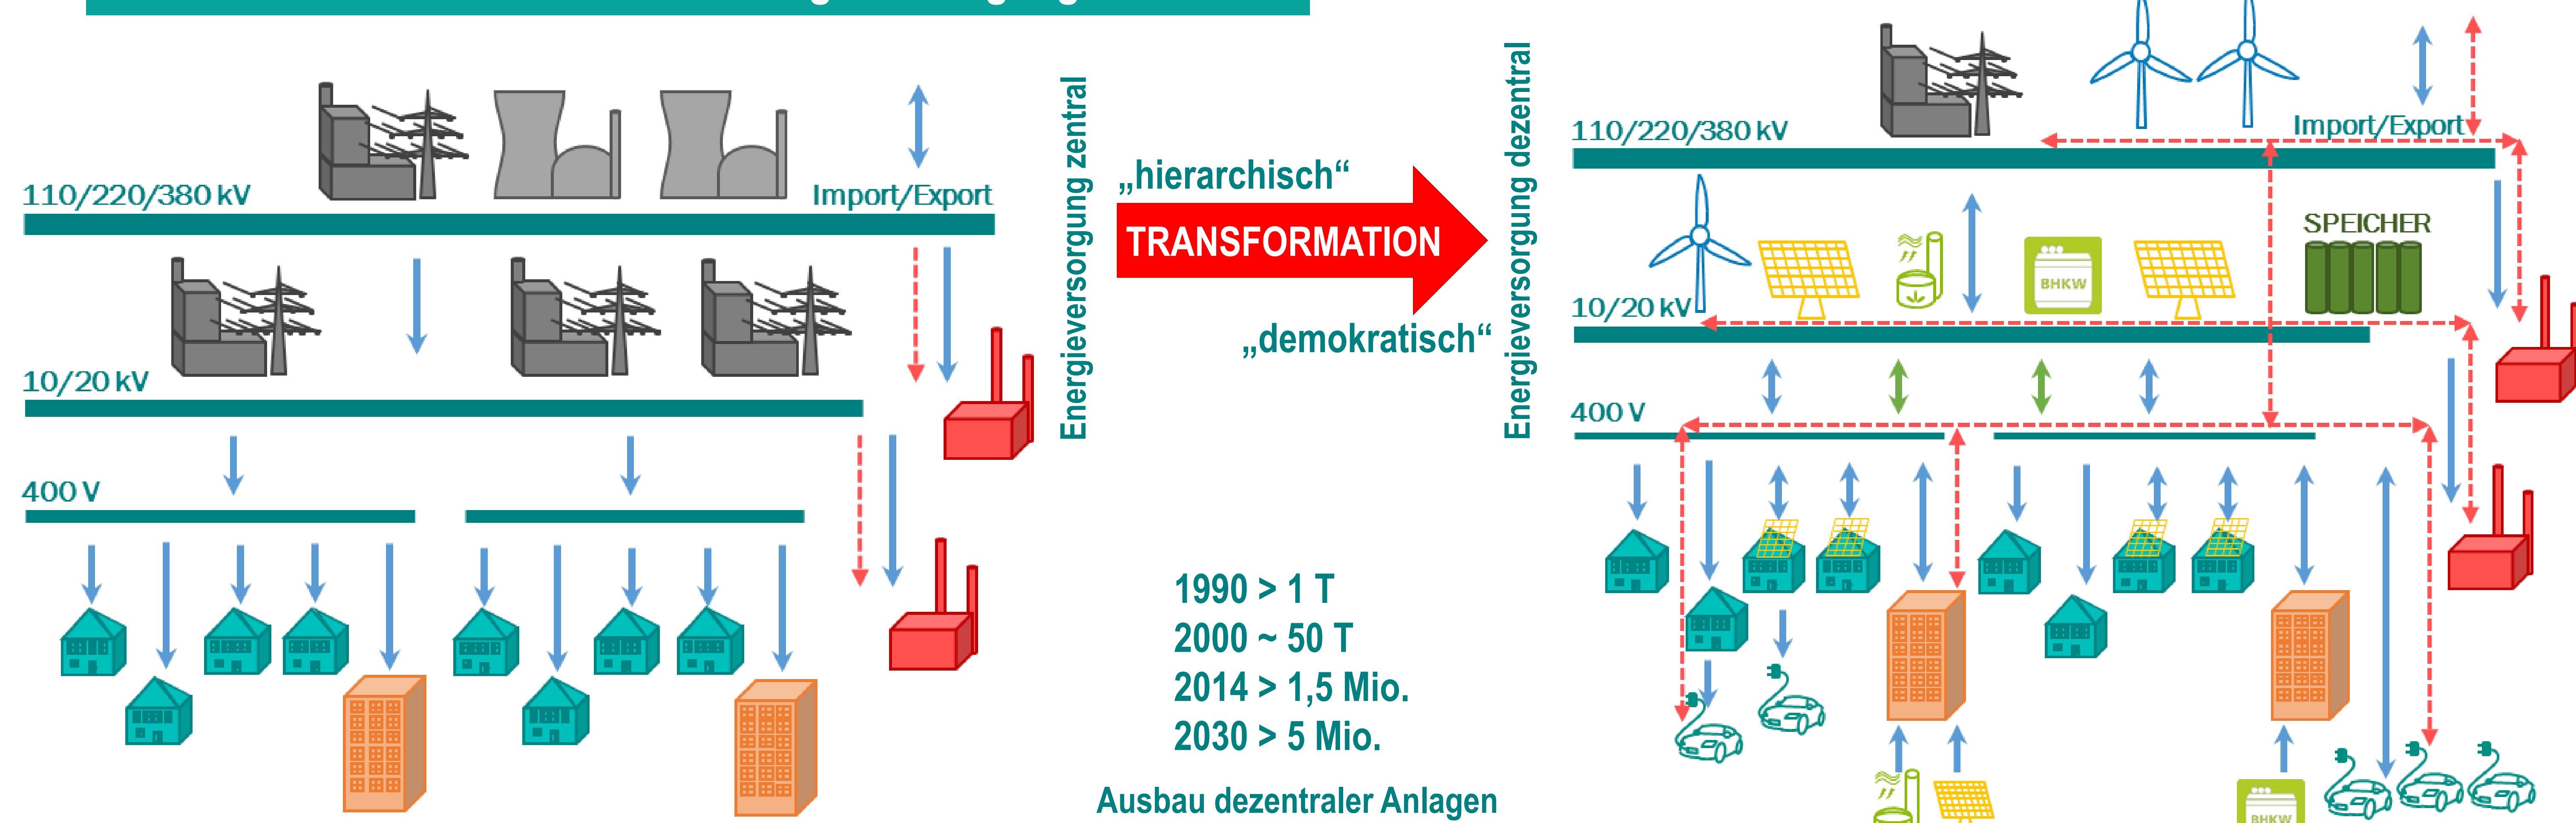 110/220/380 kV
Import/Export
10/20 kV
400 V
Energieversorgung zentral
„hierarchisch“
TRANSFORMATION
„demokratisch“
1990 > 1 T
2000 ~ 50 T
2014 > 1,5 Mio.
2030 > 5 Mio.
Ausbau dezentraler Anlagen
Energieversorgung dezentral
110/220/380 kV
Import/Export
SPEICHER
BHKW
10/20 kV
400 V
BHKW